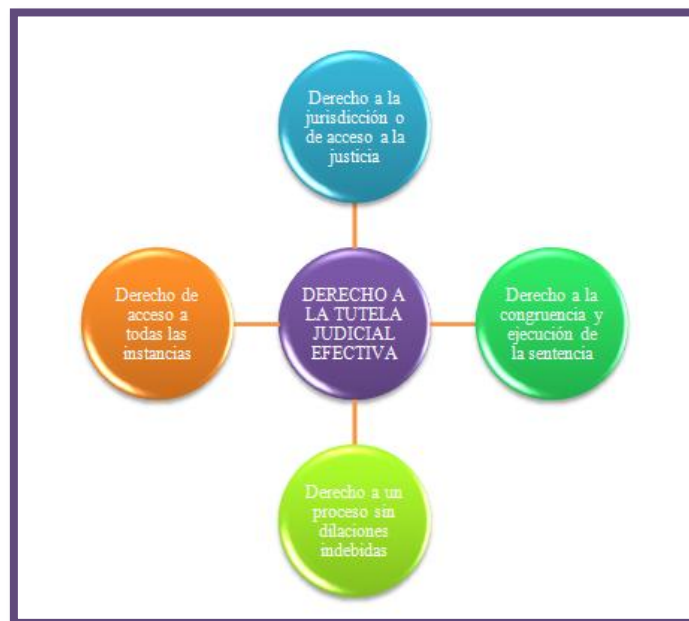 Derecho a la
jurisdicción o
de acceso a la
justicia
Derecho de
acceso a
todas las
instancias
DERECHO A
LA TUTELA
JUDICIAL
EFECTIVA
Derecho a la
congruencia y
ejecución de
la sentencia
Derecho a un
proceso sin
dilaciones
indebidas